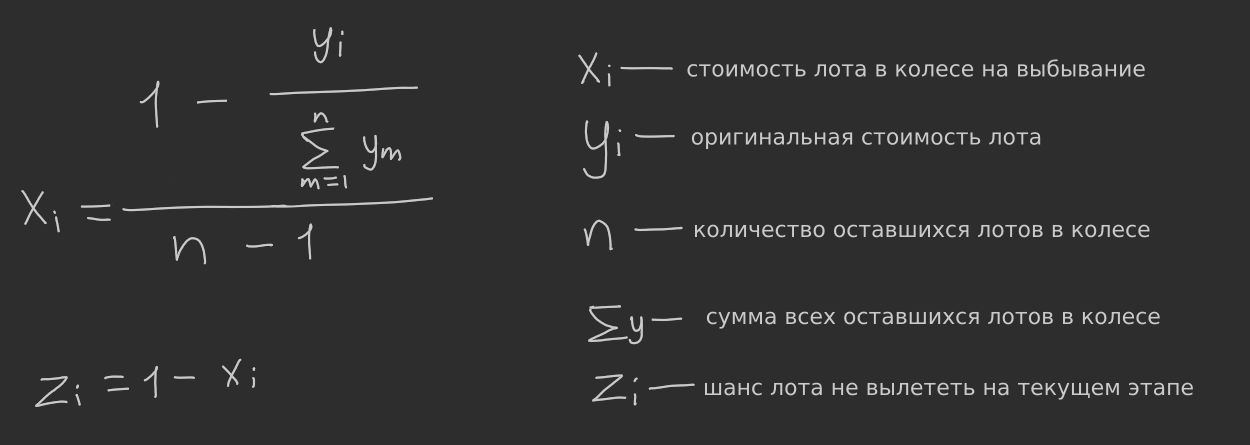 x_i = \frac{1 - \frac{y_i}{\sum_{m=1}^{n} y_m}}{n - 1}
z_i = 1 - x_i
x_i — стоимость лота в колесе на выбывание
y_i — оригинальная стоимость лота
n — количество оставшихся лотов в колесе
∑y — сумма всех оставшихся лотов в колесе
z_i — шанс лота не вылететь на текущем этапе